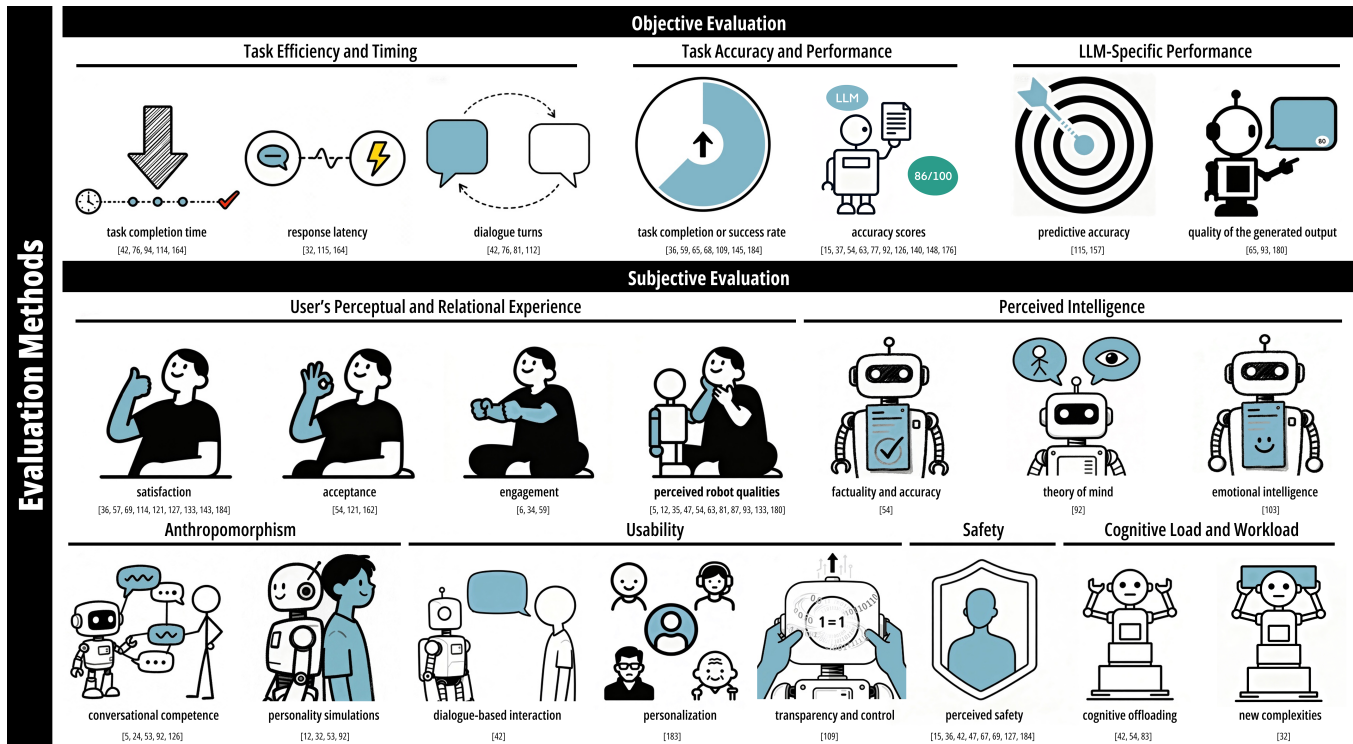 Evaluation Methods
Objective Evaluation
Task Efficiency and Timing
Task Accuracy and Performance
LLM-Specific Performance
LLM
86/100
80
task completion time
response latency
dialogue turns
task completion or success rate
accuracy scores
predictive accuracy
quality of the generated output
[42, 76, 94, 114, 164]
[32, 115, 164]
[42, 76, 81, 112]
[36, 59, 65, 68, 109, 145, 184]
[15, 37, 54, 63, 77, 92, 126, 140, 148, 176]
[115, 157]
[65, 93, 180]
Subjective Evaluation
User's Perceptual and Relational Experience
Perceived Intelligence
satisfaction
acceptance
engagement
perceived robot qualities
factuality and accuracy
theory of mind
emotional intelligence
[36, 57, 69, 114, 121, 127, 133, 143, 184]
[54, 121, 162]
[6, 34, 59]
[5, 12, 35, 47, 54, 63, 81, 87, 93, 133, 180]
[54]
[92]
[103]
Anthropomorphism
Usability
Safety
Cognitive Load and Workload
1=1
conversational competence
personality simulations
dialogue-based interaction
personalization
transparency and control
perceived safety
cognitive offloading
new complexities
[5, 24, 53, 92, 126]
[12, 32, 53, 92]
[42]
[183]
[109]
[15, 36, 42, 47, 67, 69, 127, 184]
[42, 54, 83]
[32]